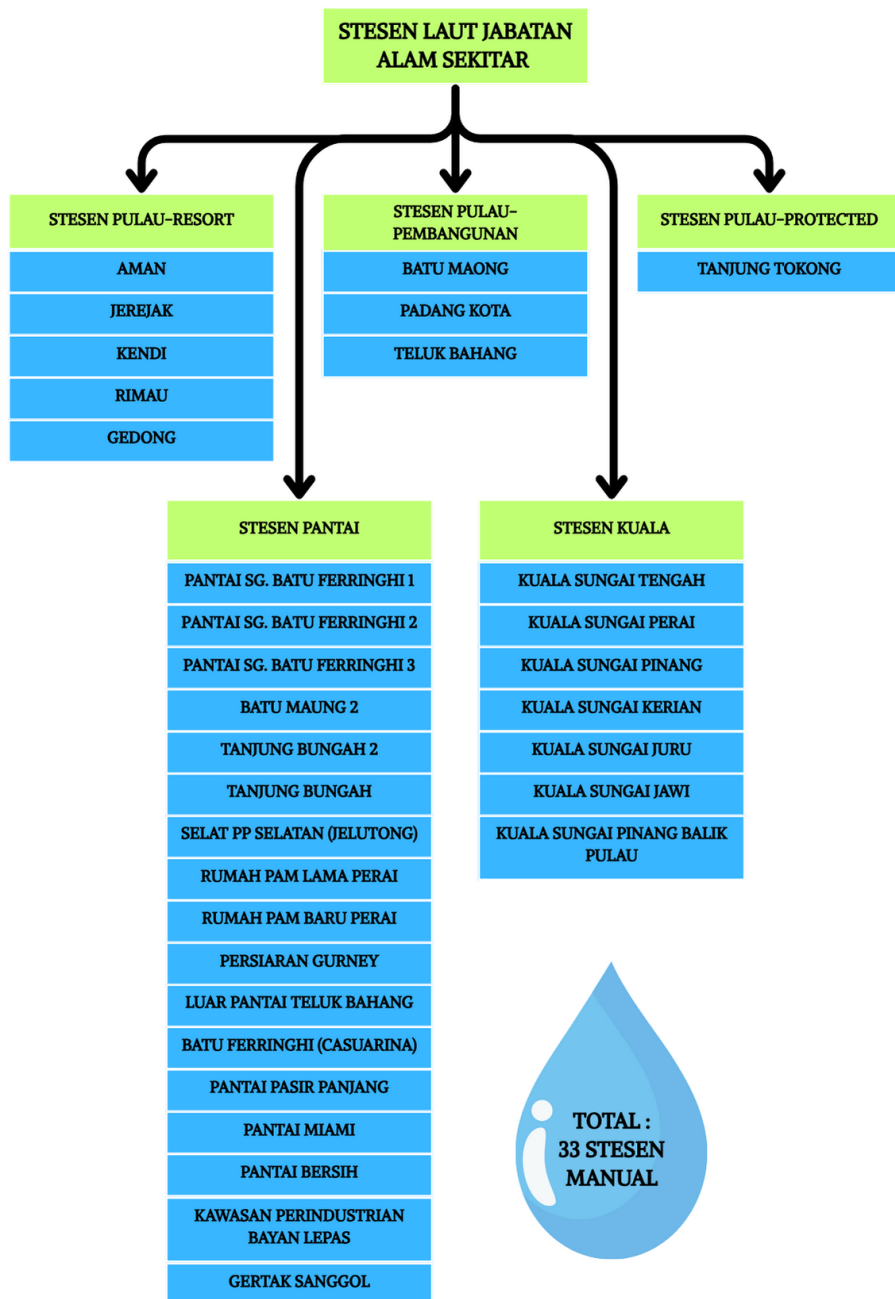 STESEN LAUT JABATAN
ALAM SEKITAR
STESEN PULAU-RESORT
AMAN
JEREJAK
KENDI
RIMAU
GEDONG
STESEN PULAU-
PEMBANGUNAN
BATU MAONG
PADANG KOTA
TELUK BAHANG
STESEN PULAU-PROTECTED
TANJUNG TOKONG
STESEN PANTAI
PANTAI SG. BATU FERRINGHI 1
PANTAI SG. BATU FERRINGHI 2
PANTAI SG. BATU FERRINGHI 3
BATU MAUNG 2
TANJUNG BUNGAH 2
TANJUNG BUNGAH
SELAT PP SELATAN (JELUTONG)
RUMAH PAM LAMA PERAI
RUMAH PAM BARU PERAI
PERSIARAN GURNEY
LUAR PANTAI TELUK BAHANG
BATU FERRINGHI (CASUARINA)
PANTAI PASIR PANJANG
PANTAI MIAMI
PANTAI BERSIH
KAWASAN PERINDUSTRIAN
BAYAN LEPAS
GERTAK SANGGOL
STESEN KUALA
KUALA SUNGAI TENGAH
KUALA SUNGAI PERAI
KUALA SUNGAI PINANG
KUALA SUNGAI KERIAN
KUALA SUNGAI JURU
KUALA SUNGAI JAWI
KUALA SUNGAI PINANG BALIK
PULAU
TOTAL :
33 STESEN
MANUAL